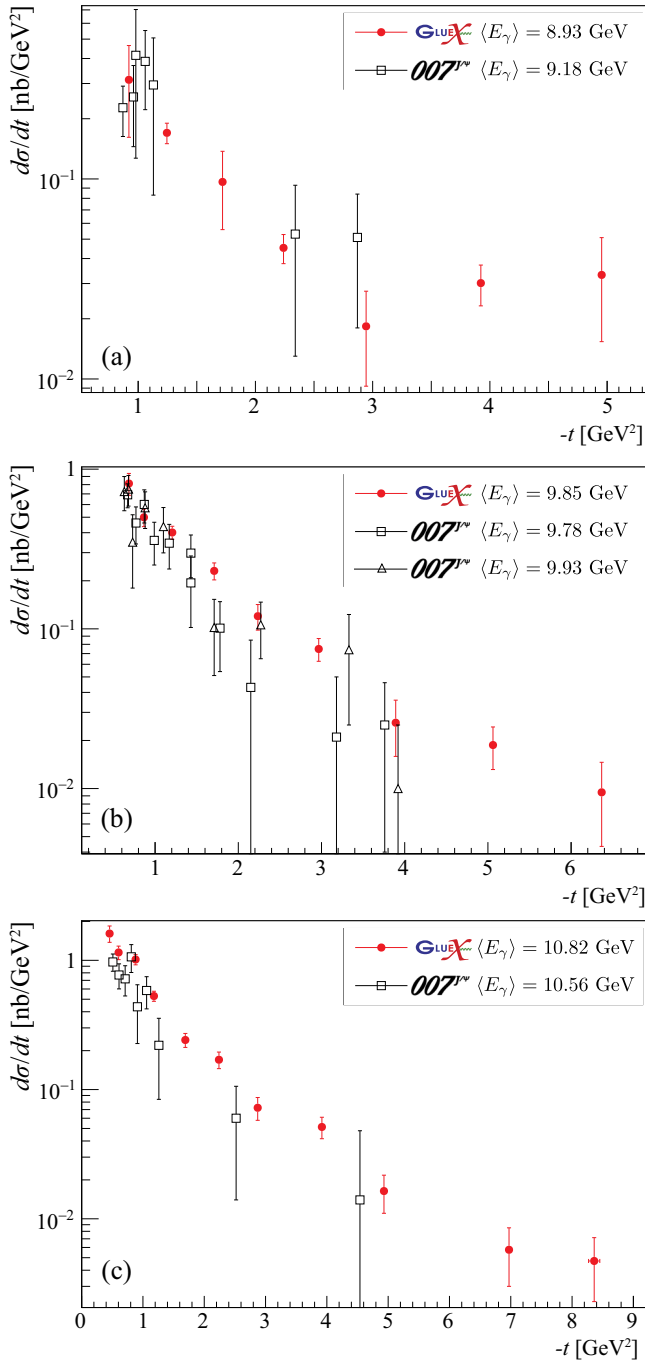 dσ/dt [nb/GeV²]
GLUEX ⟨Eγ⟩ = 8.93 GeV
007 J/ψ ⟨Eγ⟩ = 9.18 GeV
10⁻¹
10⁻²
(a)
1 2 3 4 5
-t [GeV²]
dσ/dt [nb/GeV²]
1
GLUEX ⟨Eγ⟩ = 9.85 GeV
007 J/ψ ⟨Eγ⟩ = 9.78 GeV
007 J/ψ ⟨Eγ⟩ = 9.93 GeV
10⁻¹
10⁻²
(b)
1 2 3 4 5 6
-t [GeV²]
dσ/dt [nb/GeV²]
GLUEX ⟨Eγ⟩ = 10.82 GeV
007 J/ψ ⟨Eγ⟩ = 10.56 GeV
1
10⁻¹
10⁻²
(c)
0 1 2 3 4 5 6 7 8 9
-t [GeV²]